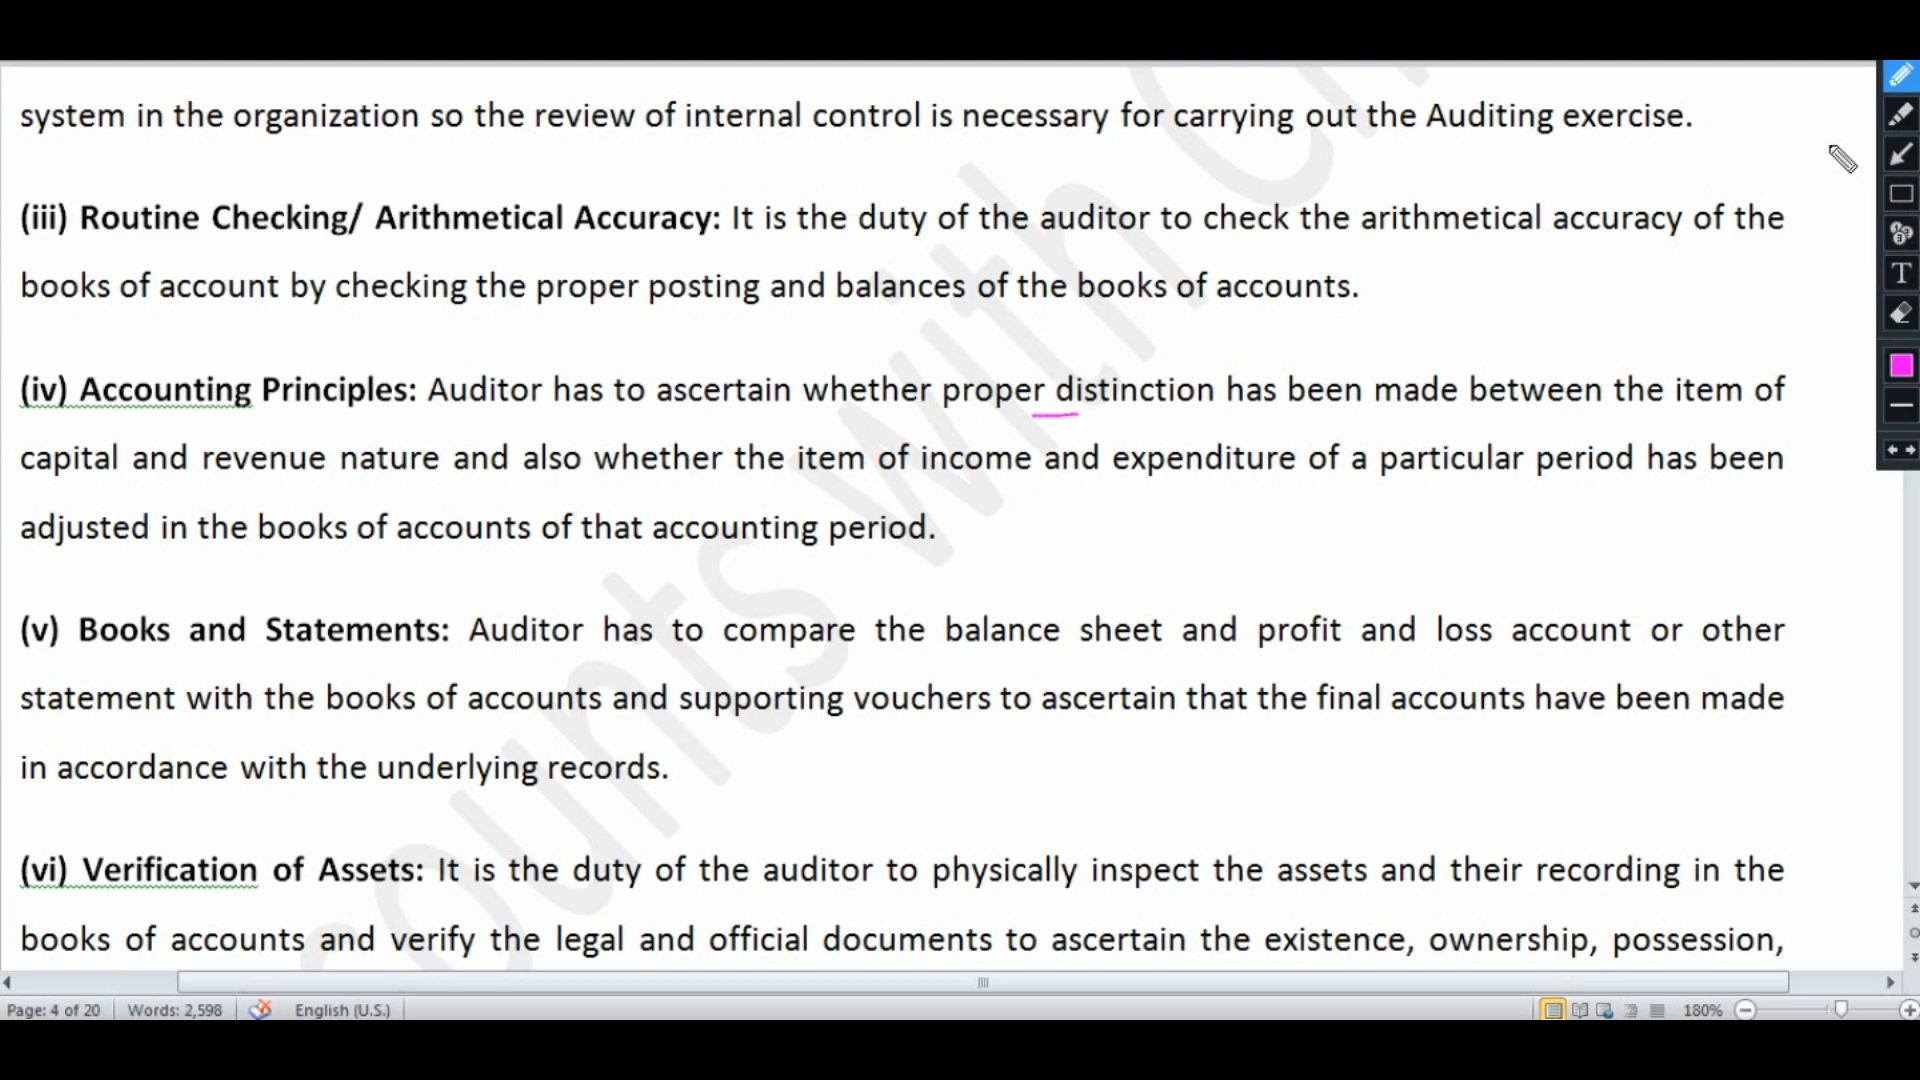 system in the organization so the review of internal control is necessary for carrying out the Auditing exercise.
(iii) Routine Checking/ Arithmetical Accuracy: It is the duty of the auditor to check the arithmetical accuracy of the
books of account by checking the proper posting and balances of the books of accounts.
(iv) Accounting Principles: Auditor has to ascertain whether proper distinction has been made between the item of
capital and revenue nature and also whether the item of income and expenditure of a particular period has been
adjusted in the books of accounts of that accounting period.
(v) Books and Statements: Auditor has to compare the balance sheet and profit and loss account or other
statement with the books of accounts and supporting vouchers to ascertain that the final accounts have been made
in accordance with the underlying records.
(vi) Verification of Assets: It is the duty of the auditor to physically inspect the assets and their recording in the
books of accounts and verify the legal and official documents to ascertain the existence, ownership, possession,
Page: 4 of 20 Words: 2,598 English (U.S.) 180%
ounts with
T